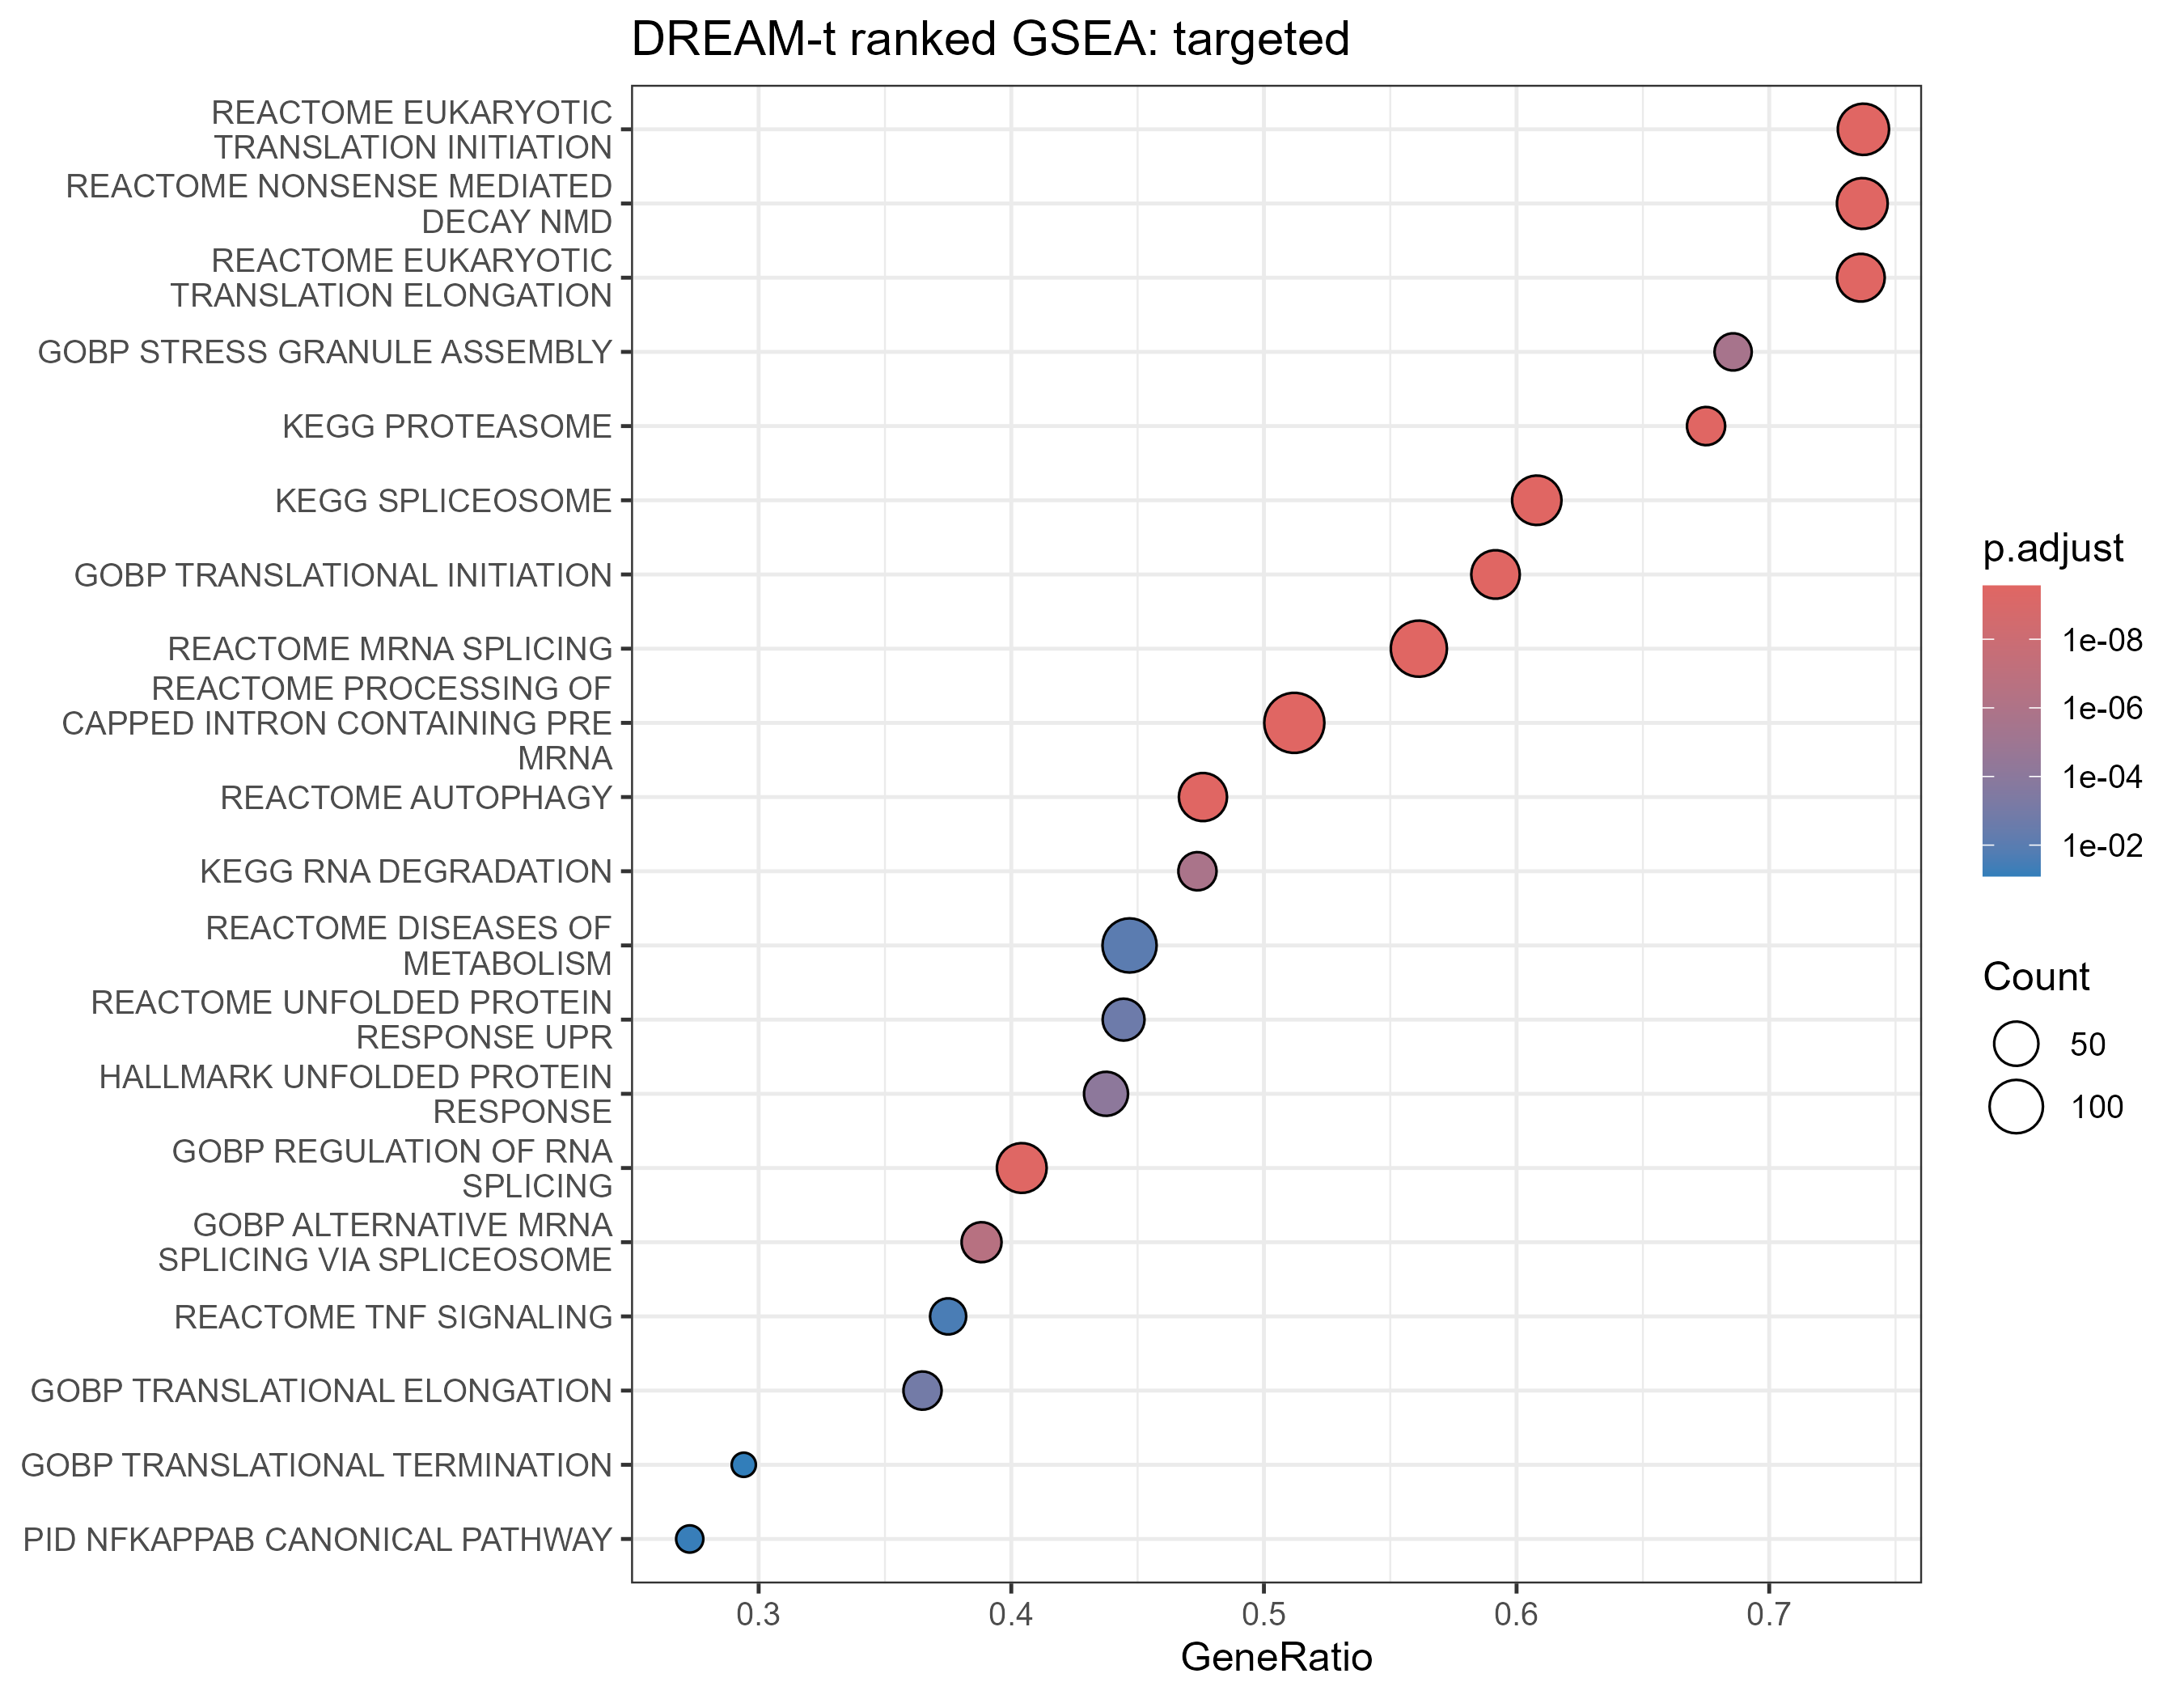 DREAM-t ranked GSEA: targeted
REACTOME EUKARYOTIC
TRANSLATION INITIATION
REACTOME NONSENSE MEDIATED
DECAY NMD
REACTOME EUKARYOTIC
TRANSLATION ELONGATION
GOBP STRESS GRANULE ASSEMBLY
KEGG PROTEASOME
KEGG SPLICEOSOME
GOBP TRANSLATIONAL INITIATION
REACTOME MRNA SPLICING
REACTOME PROCESSING OF
CAPPED INTRON CONTAINING PRE
MRNA
REACTOME AUTOPHAGY
KEGG RNA DEGRADATION
REACTOME DISEASES OF
METABOLISM
REACTOME UNFOLDED PROTEIN
RESPONSE UPR
HALLMARK UNFOLDED PROTEIN
RESPONSE
GOBP REGULATION OF RNA
SPLICING
GOBP ALTERNATIVE MRNA
SPLICING VIA SPLICEOSOME
REACTOME TNF SIGNALING
GOBP TRANSLATIONAL ELONGATION
GOBP TRANSLATIONAL TERMINATION
PID NFKAPPAB CANONICAL PATHWAY
0.3 0.4 0.5 0.6 0.7
GeneRatio
p.adjust
1e-08
1e-06
1e-04
1e-02
Count
50
100